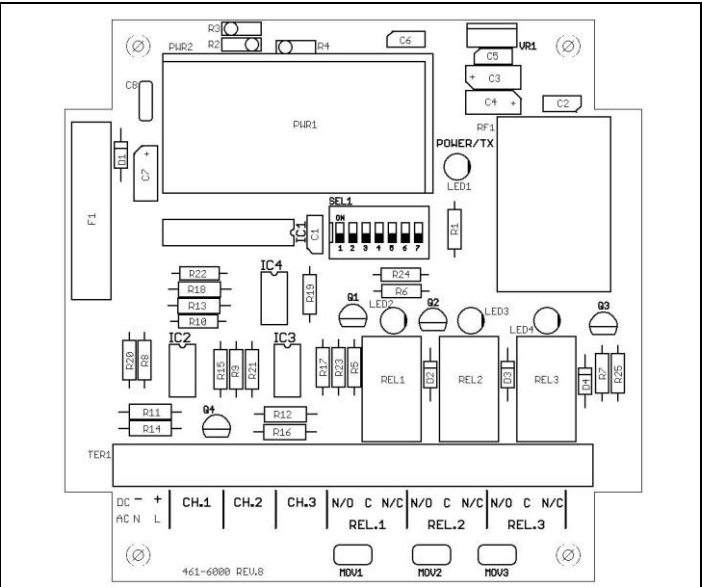 R3
R2 R4
PWR2
C6
VR1
C5
C8
+ C3
C4 +
C2
PWR1
RF1
POWER/TX
LED1
D1
C7 +
F1
SEL1
ON
1 2 3 4 5 6 7
IC1
C1
R1
R22
R18
R13
R10
IC4
R19
R24
R6
Q1
LED2
Q2
LED3
LED4
Q3
IC2
IC3
R20
R8
R15
R9
R21
R17
R23
R5
REL1
D2
REL2
D3
REL3
D4
R7
R25
R11
R14
Q4
R12
R16
TER1
DC − + CH.1 CH.2 CH.3 N/O C N/C N/O C N/C N/O C N/C
AC N L REL.1 REL.2 REL.3
461-6000 REV.8
MOV1 MOV2 MOV3